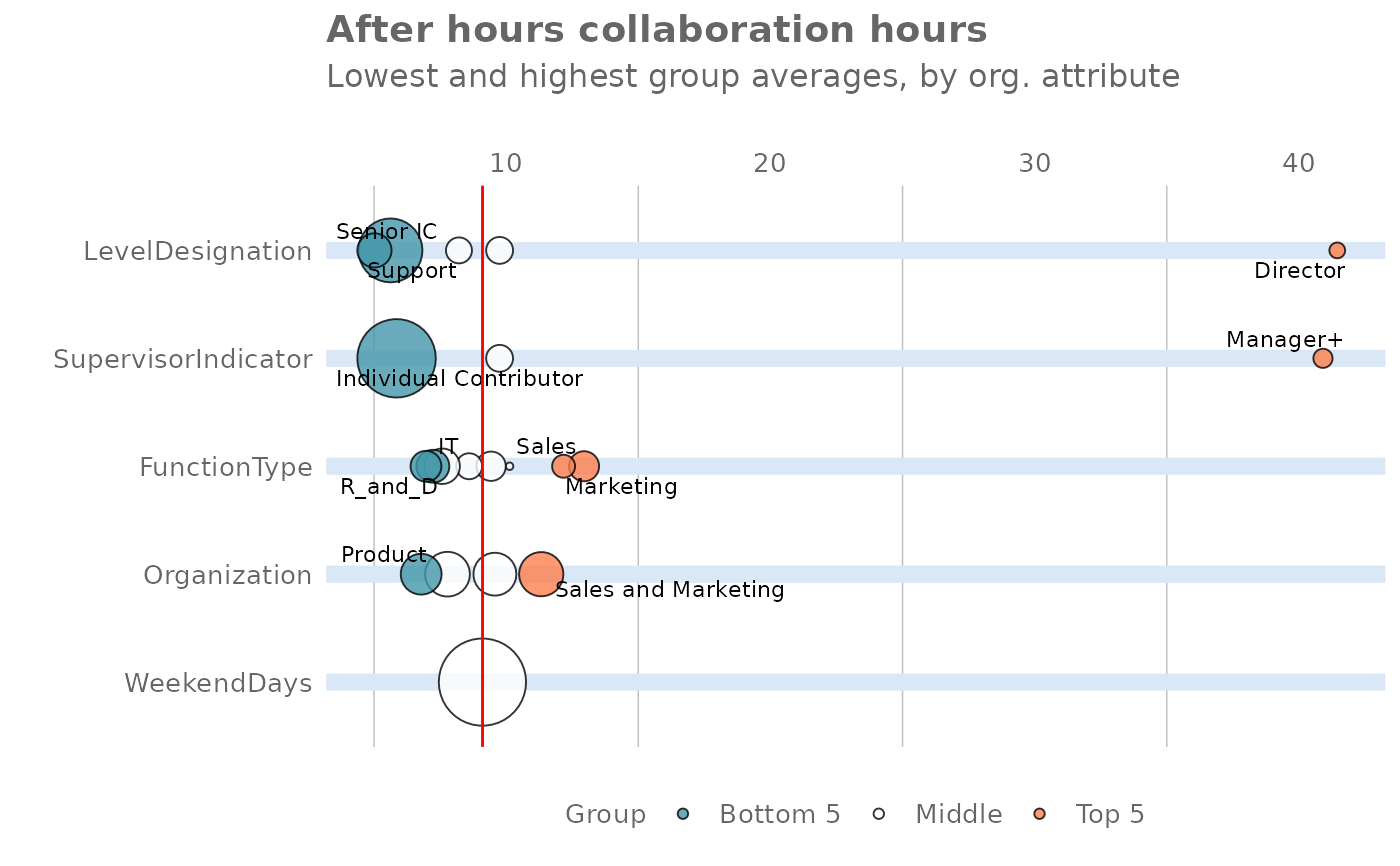 After hours collaboration hours
Lowest and highest group averages, by org. attribute
10 20 30 40
LevelDesignation
Senior IC
Support
Director
SupervisorIndicator
Manager+
Individual Contributor
FunctionType
IT
Sales
R_and_D
Marketing
Organization
Product
Sales and Marketing
WeekendDays
Group Bottom 5 Middle Top 5